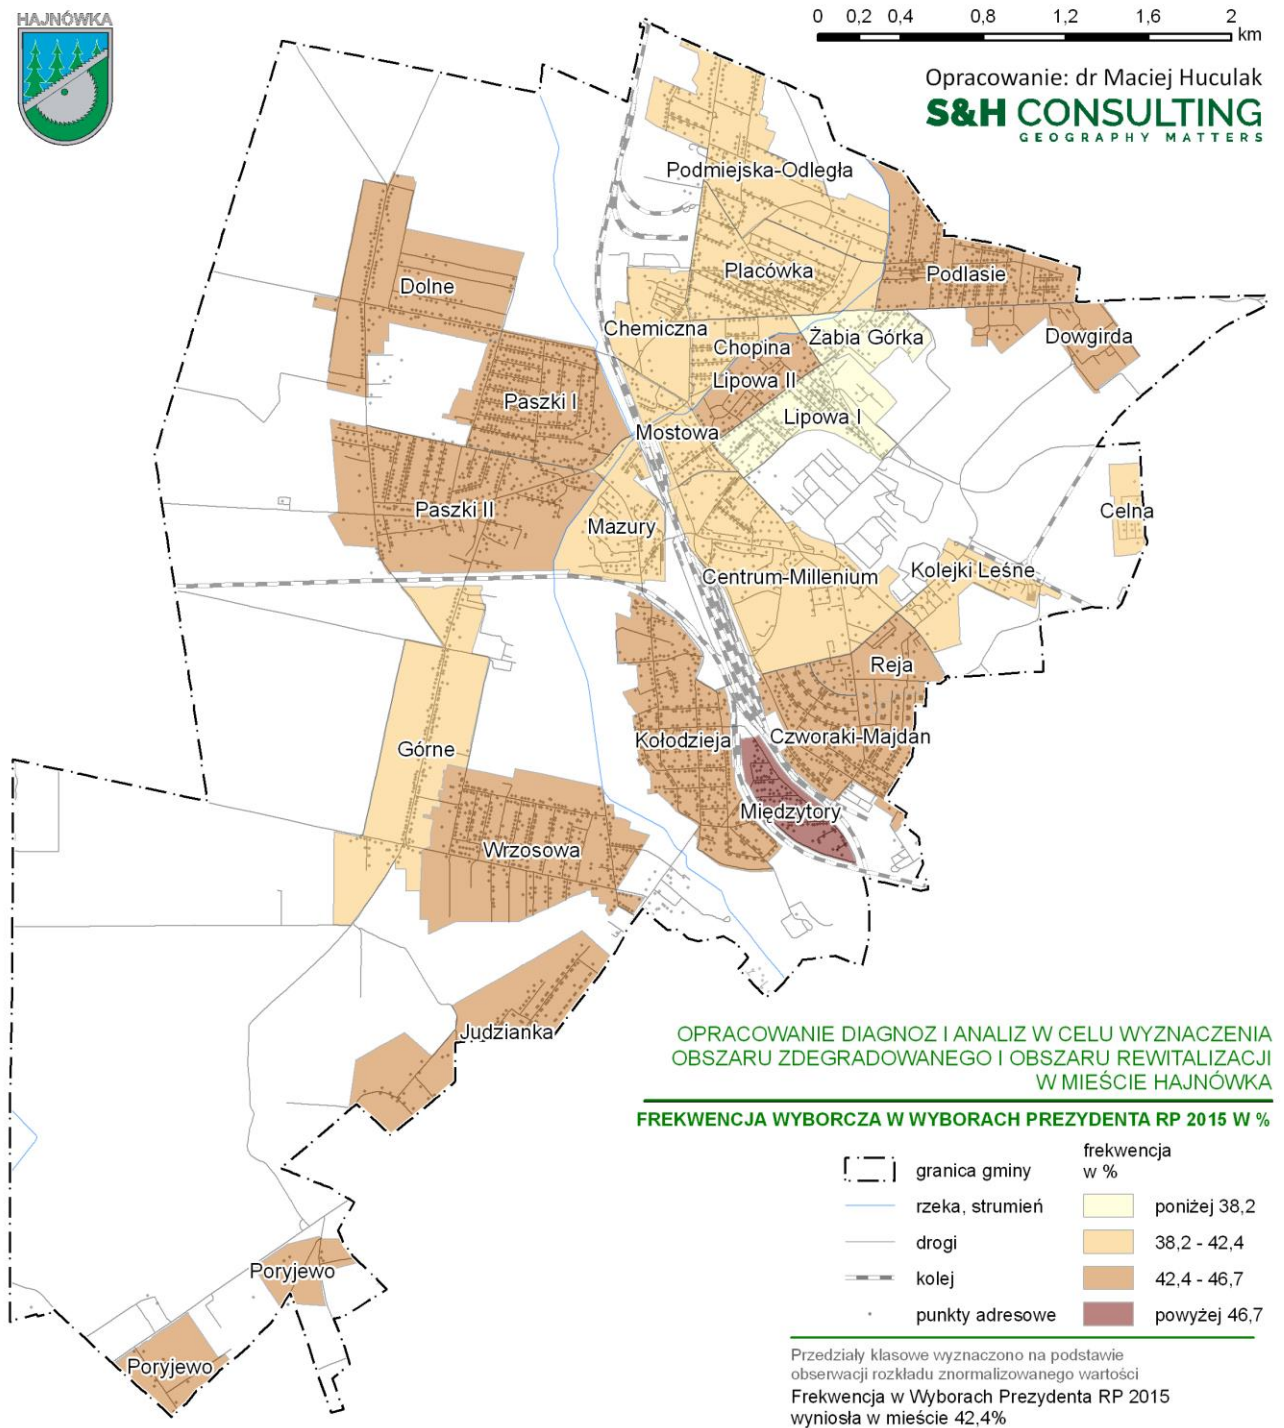 HAJNÓWKA
0 0,2 0,4 0,8 1,2 1,6 2
km
Opracowanie: dr Maciej Huculak
S&H CONSULTING
GEOGRAPHY MATTERS
Podmiejska-Odległa
Dolne
Placówka
Podlasie
Chemiczna
Chopina
Żabia Górka
Dowgirda
Lipowa II
Paszki I
Lipowa I
Mostowa
Paszki II
Mazury
Celna
Centrum-Millenium
Kolejki Leśne
Reja
Górne
Kołodzieja
Czworaki-Majdan
Międzytory
Wrzosowa
Judzianka
Poryjewo
Poryjewo
OPRACOWANIE DIAGNOZ I ANALIZ W CELU WYZNACZENIA
OBSZARU ZDEGRADOWANEGO I OBSZARU REWITALIZACJI
W MIEŚCIE HAJNÓWKA
FREKWENCJA WYBORCZA W WYBORACH PREZYDENTA RP 2015 W %
granica gminy
rzeka, strumień
drogi
kolej
punkty adresowe
frekwencja
w %
poniżej 38,2
38,2 - 42,4
42,4 - 46,7
powyżej 46,7
Przedziały klasowe wyznaczono na podstawie
obserwacji rozkładu znormalizowanego wartości
Frekwencja w Wyborach Prezydenta RP 2015
wyniosła w mieście 42,4%